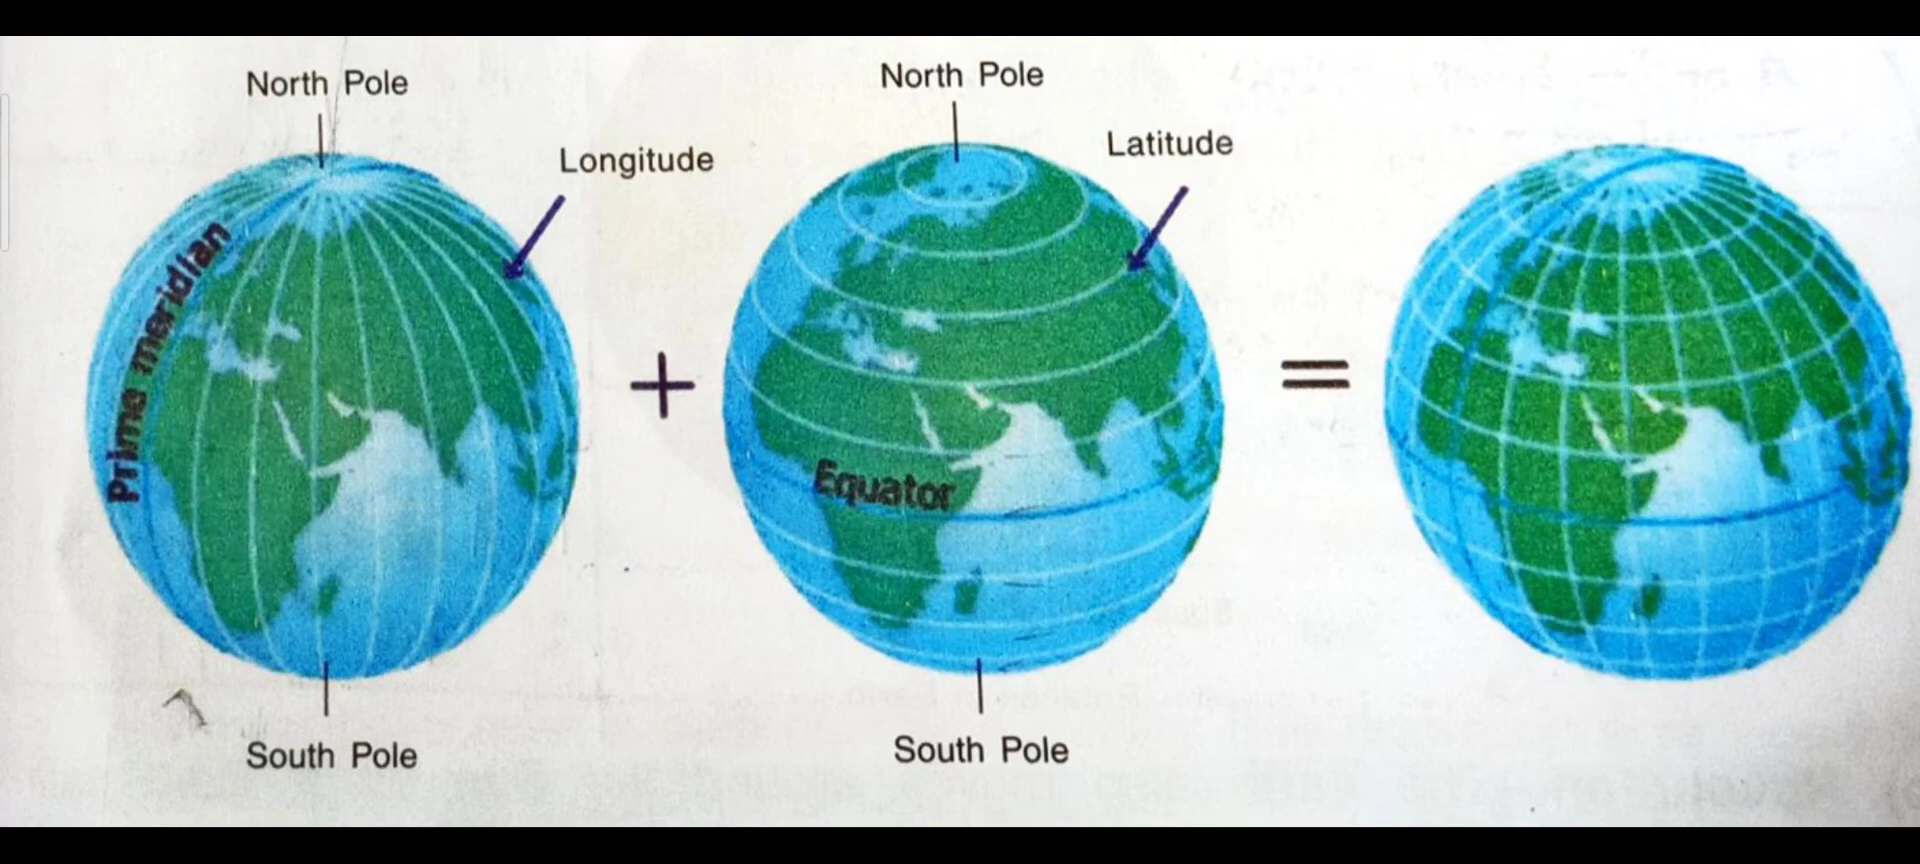 North Pole
Longitude
Prime meridian
South Pole
+
North Pole
Latitude
Equator
South Pole
=